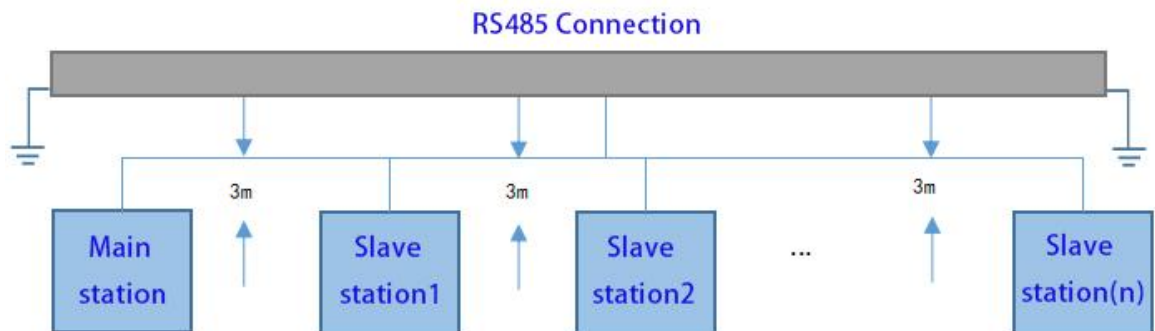 RS485 Connection
3m
3m
3m
Main
station
Slave
station1
Slave
station2
...
Slave
station(n)